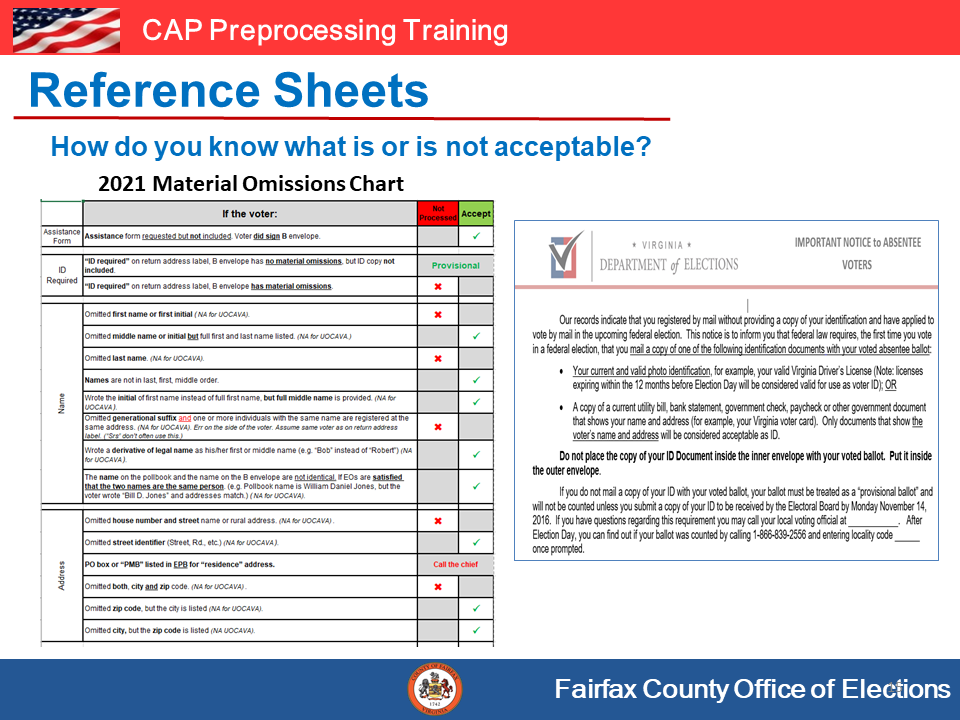 CAP Preprocessing Training
Reference Sheets
How do you know what is or is not acceptable?
2021 Material Omissions Chart
If the voter:
Not Processed
Accept
Assistance Form
Assistance form requested but not included. Voter did sign B envelope.
✓
ID Required
“ID required” on return address label, B envelope has no material omissions, but ID copy not
included.
Provisional
“ID required” on return address label, B envelope has material omissions.
✖
Name
Omitted first name or first initial (NA for UOCAVA).
✖
Omitted middle name or initial but full first and last name listed. (NA for UOCAVA.)
✓
Omitted last name. (NA for UOCAVA).
✖
Names are not in last, first, middle order.
✓
Wrote the initial of first name instead of full first name, but full middle name is provided. (NA for
UOCAVA).
✓
Omitted generational suffix and one or more individuals with the same name are registered at the
same address. (NA for UOCAVA). Err on the side of the voter. Assume same voter as on return address
label. (“Srs” don't often use this.)
✖
Wrote a derivative of legal name as his/her first or middle name (e.g. “Bob” instead of “Robert”) (NA
for UOCAVA).
✓
The name on the pollbook and the name on the B envelope are not identical. If EOs are satisfied
that the two names are the same person. (e.g. Pollbook name is William Daniel Jones, but the
voter wrote “Bill D. Jones” and addresses match.) (NA for UOCAVA).
✓
Address
Omitted house number and street name or rural address. (NA for UOCAVA).
✖
Omitted street identifier (Street, Rd., etc.) (NA for UOCAVA).
✓
PO box or “PMB” listed in EPB for “residence” address.
Call the chief
Omitted both, city and zip code. (NA for UOCAVA).
✖
Omitted zip code, but the city is listed (NA for UOCAVA).
✓
Omitted city, but the zip code is listed (NA UOCAVA).
✓
* VIRGINIA *
DEPARTMENT of ELECTIONS
IMPORTANT NOTICE to ABSENTEE
VOTERS
Our records indicate that you registered by mail without providing a copy of your identification and have applied to
vote by mail in the upcoming federal election. This notice is to inform you that federal law requires, the first time you vote
in a federal election, that you mail a copy of one of the following identification documents with your voted absentee ballot:
• Your current and valid photo identification, for example, your valid Virginia Driver's License (Note: licenses
expiring within the 12 months before Election Day will be considered valid for use as voter ID); OR
• A copy of a current utility bill, bank statement, government check, paycheck or other government document
that shows your name and address (for example, your Virginia voter card). Only documents that show the
voter's name and address will be considered acceptable as ID.
Do not place the copy of your ID Document inside the inner envelope with your voted ballot. Put it inside
the outer envelope.
If you do not mail a copy of your ID with your voted ballot, your ballot must be treated as a “provisional ballot” and
will not be counted unless you submit a copy of your ID to be received by the Electoral Board by Monday November 14,
2016. If you have questions regarding this requirement you may call your local voting official at __________. After
Election Day, you can find out if your ballot was counted by calling 1-866-839-2556 and entering locality code _____
once prompted.
COUNTY OF FAIRFAX
VIRGINIA
1742
Fairfax County Office of Elections